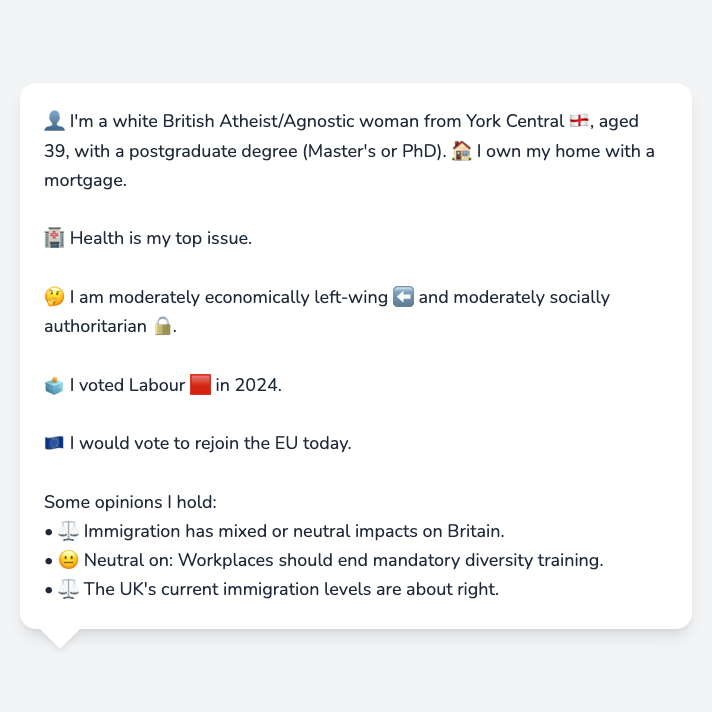 👤 I'm a white British Atheist/Agnostic woman from York Central 🏴󠁧󠁢󠁥󠁮󠁧󠁿, aged
39, with a postgraduate degree (Master's or PhD). 🏠 I own my home with a
mortgage.
🏥 Health is my top issue.
🤔 I am moderately economically left-wing ⬅️ and moderately socially
authoritarian 🔒.
🗳️ I voted Labour 🟥 in 2024.
🇪🇺 I would vote to rejoin the EU today.
Some opinions I hold:
• ⚖️ Immigration has mixed or neutral impacts on Britain.
• 😐 Neutral on: Workplaces should end mandatory diversity training.
• ⚖️ The UK's current immigration levels are about right.